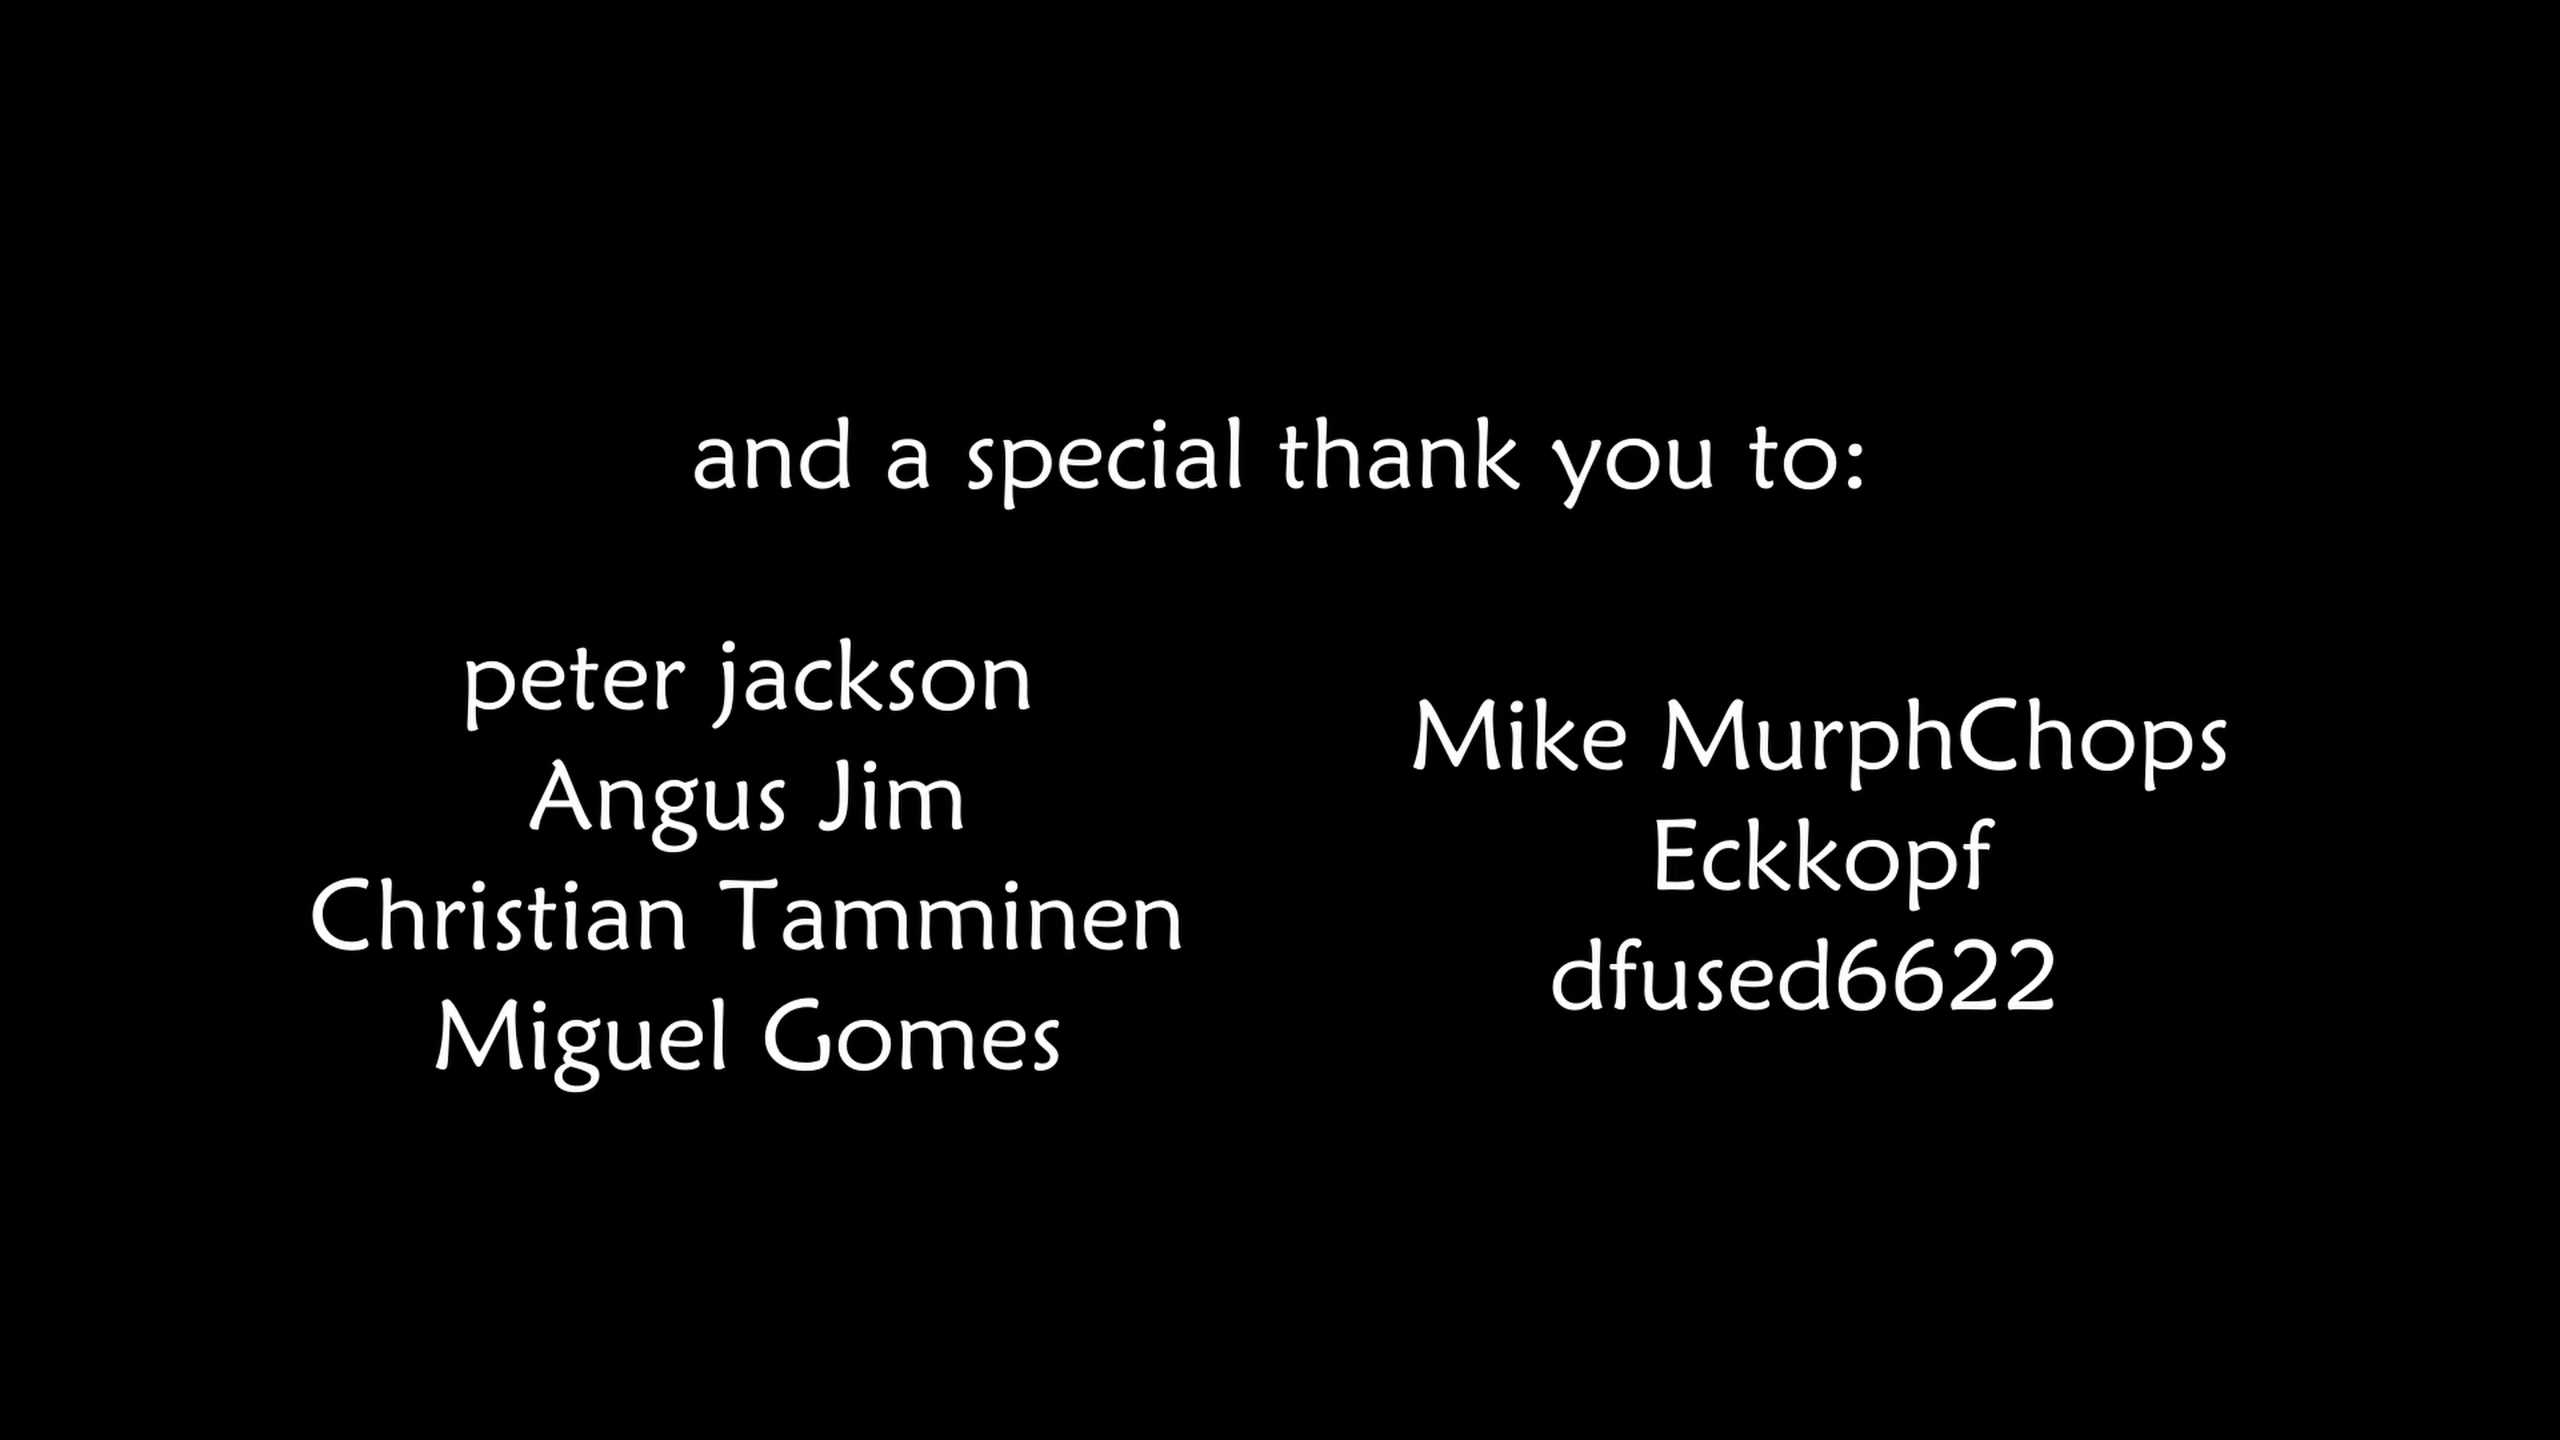 and a special thank you to:
peter jackson
Angus Jim
Christian Tamminen
Miguel Gomes
Mike MurphChops
Eckkopf
dfused6622